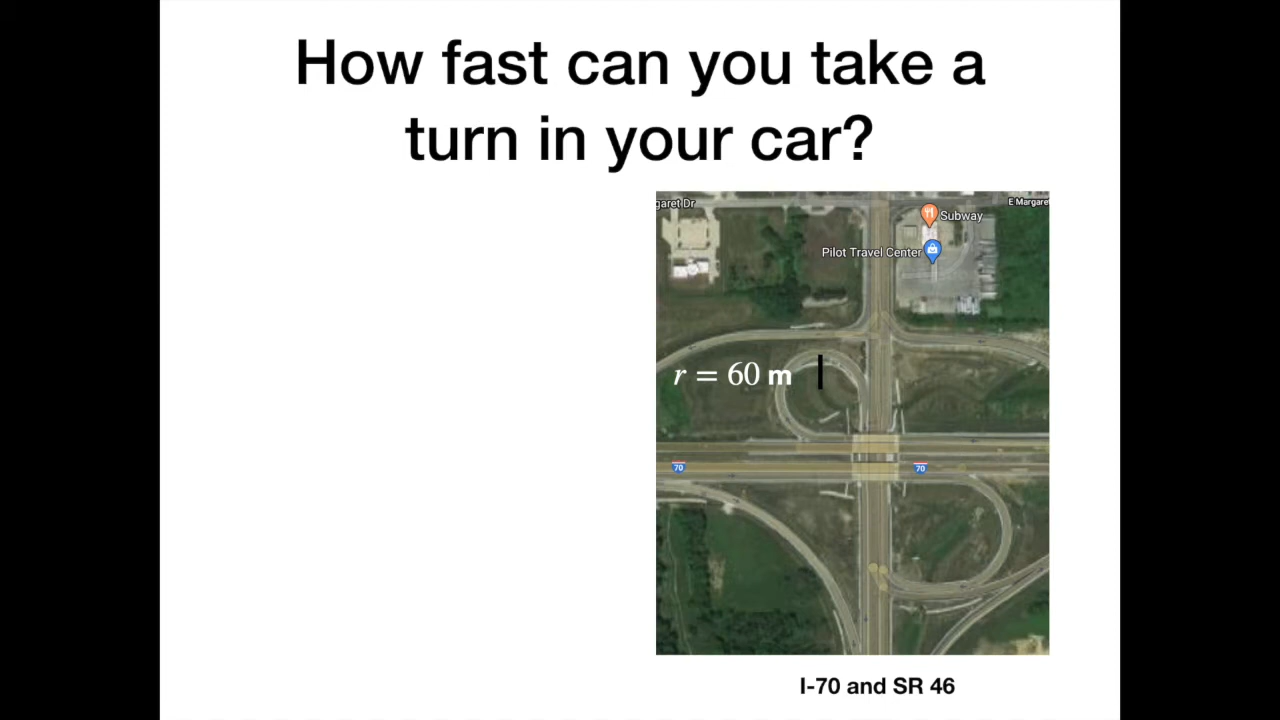 How fast can you take a
turn in your car?
garet Dr
E Margaret
Subway
Pilot Travel Center
r = 60 m
70
70
I-70 and SR 46